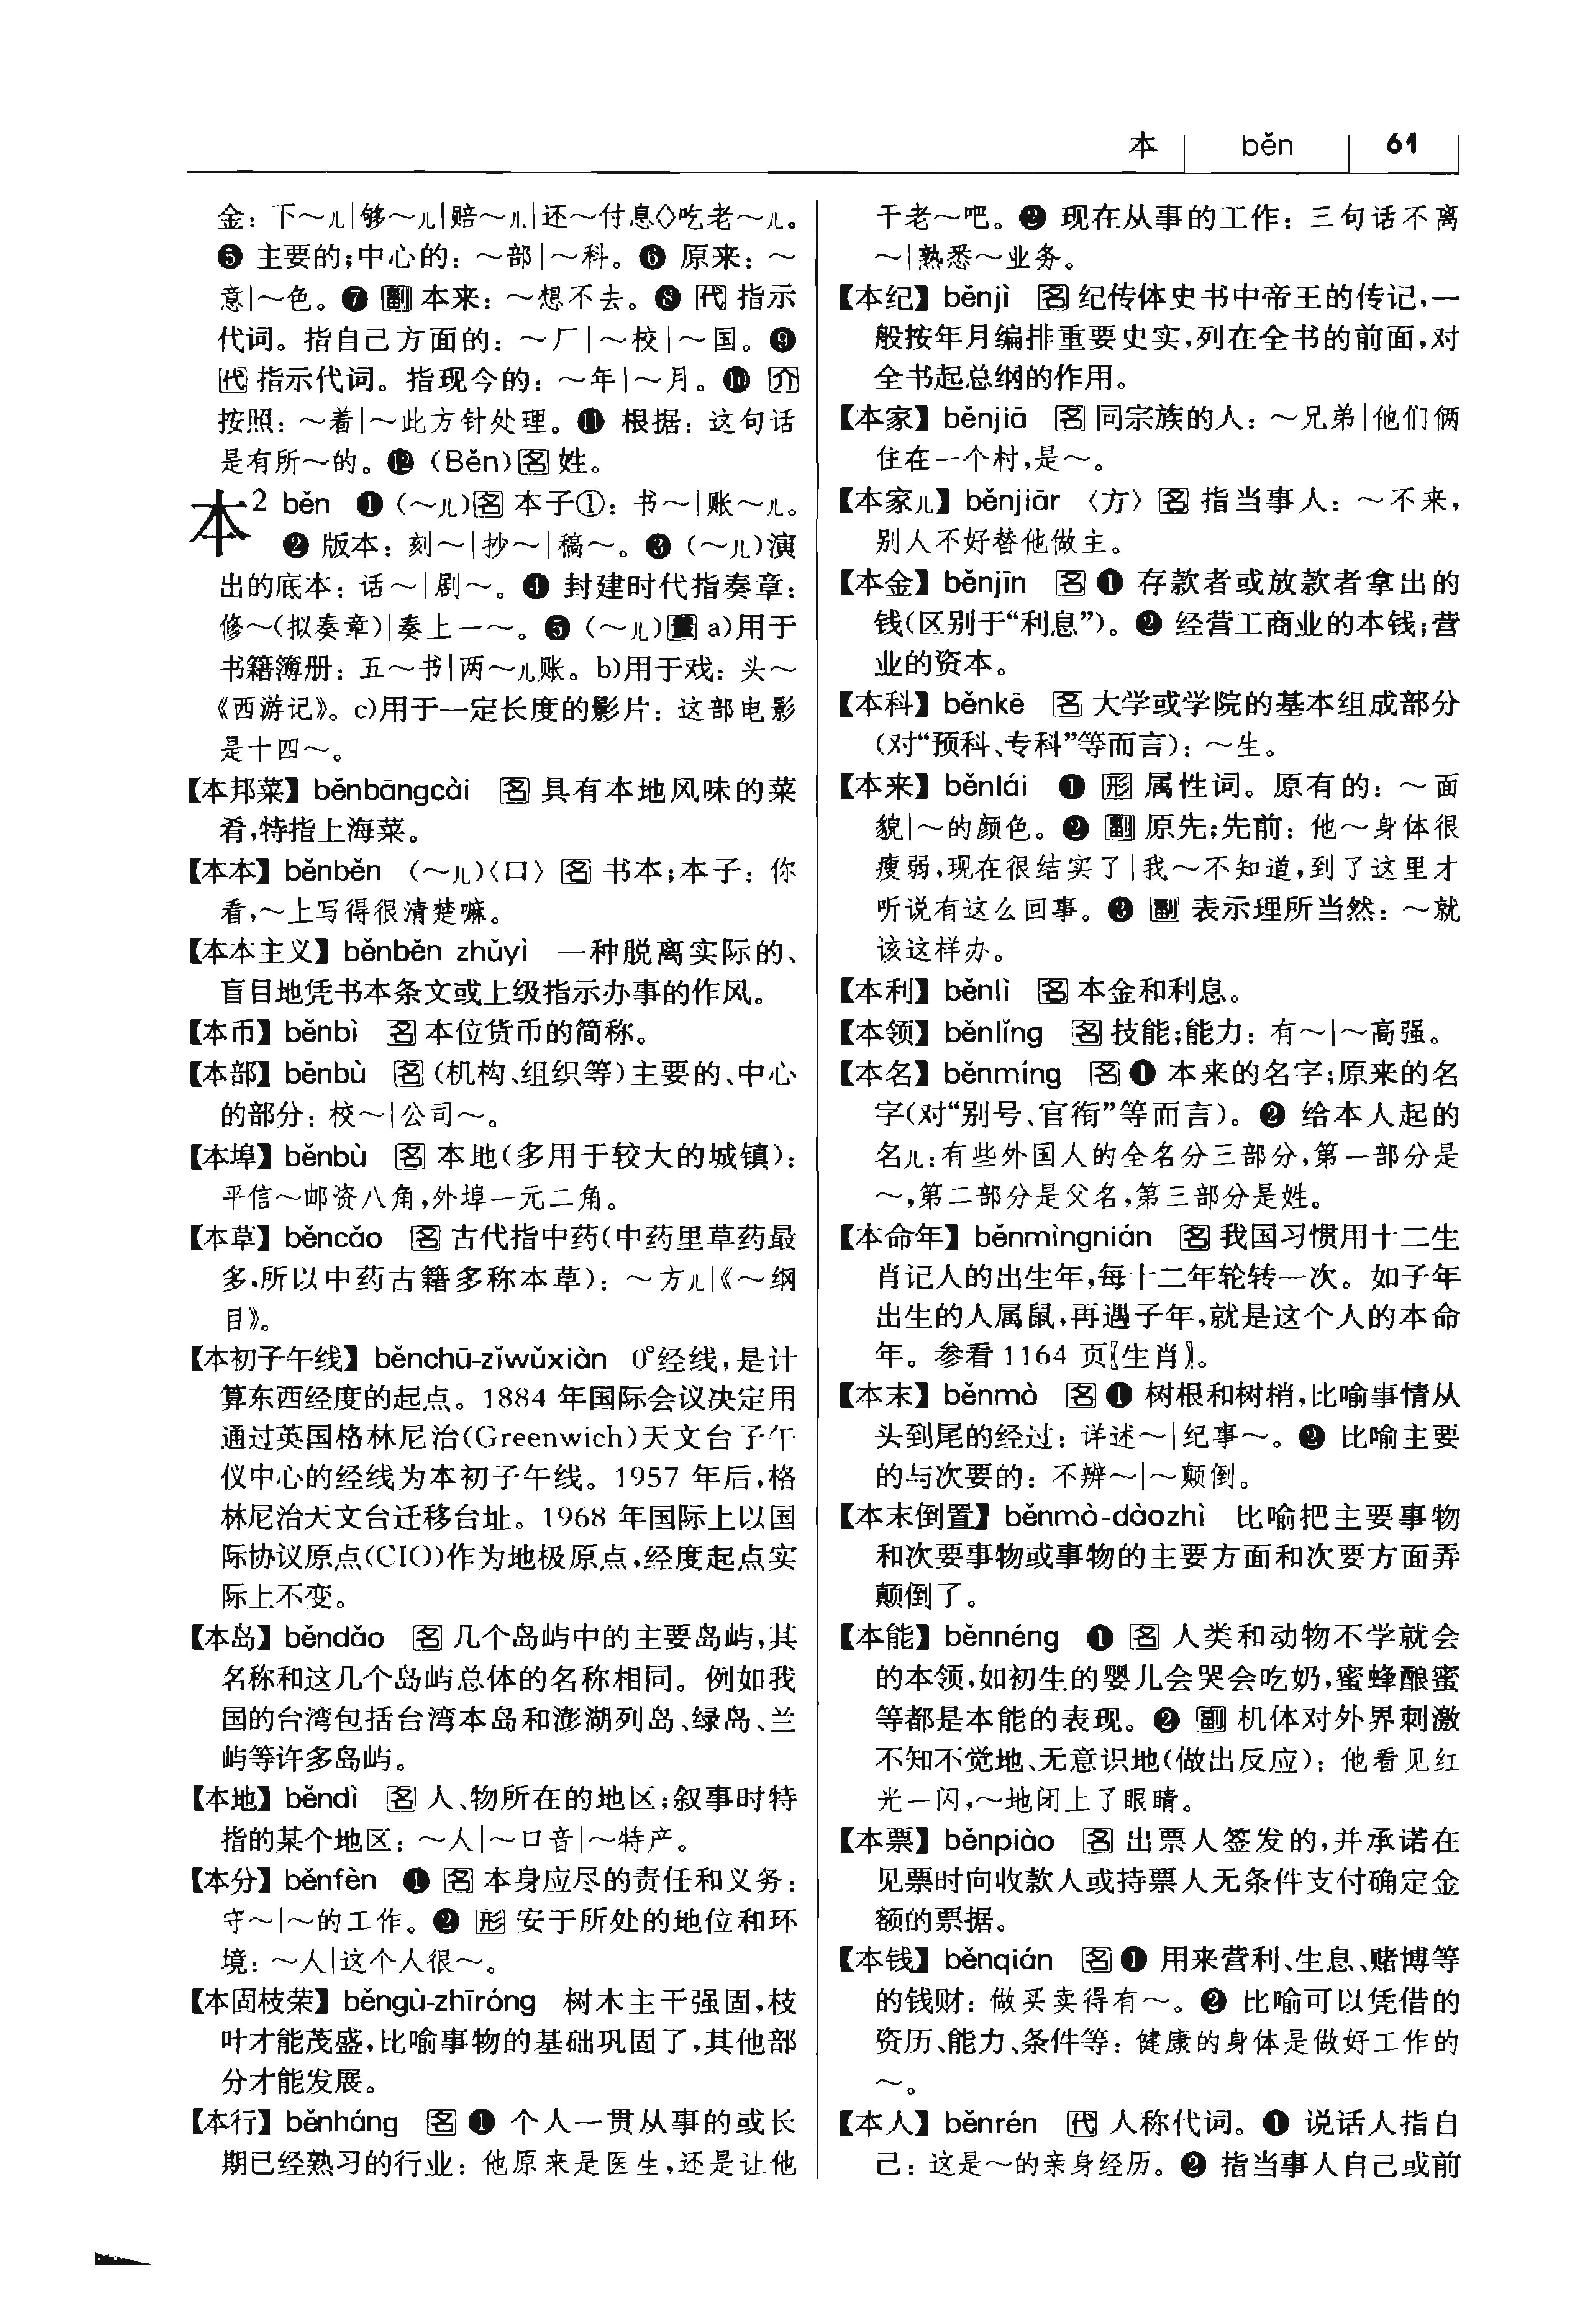 本 | běn | 61
金：下～儿|够～儿|赔～儿|还～付息◇吃老～儿。
❺ 主要的；中心的：～部|～科。❻ 原来：～
意|～色。❼ 副 本来：～想不去。❽ 代 指示
代词。指自己方面的：～厂|～校|～国。❾
代 指示代词。指现今的：～年|～月。❿ 介
按照：～着|～此方针处理。⓫ 根据：这句话
是有所～的。⓬（Běn）名 姓。
本² běn ❶（～儿）名 本子①：书～|账～儿。
❷ 版本：刻～|抄～|稿～。❸（～儿）演
出的底本：话～|剧～。❹ 封建时代指奏章：
修～（拟奏章）|奏上一～。❺（～儿）量 a）用于
书籍簿册：五～书|两～儿账。b）用于戏：头～
《西游记》。c）用于一定长度的影片：这部电影
是十四～。
【本邦菜】běnbāngcài 名 具有本地风味的菜
肴，特指上海菜。
【本本】běnběn （～儿）〈口〉名 书本；本子：你
看，～上写得很清楚嘛。
【本本主义】běnběn zhǔyì 一种脱离实际的、
盲目地凭书本条文或上级指示办事的作风。
【本币】běnbì 名 本位货币的简称。
【本部】běnbù 名（机构、组织等）主要的、中心
的部分：校～|公司～。
【本埠】běnbù 名 本地（多用于较大的城镇）：
平信～邮资八角，外埠一元二角。
【本草】běncǎo 名 古代指中药（中药里草药最
多，所以中药古籍多称本草）：～方儿|《～纲
目》。
【本初子午线】běnchū-zǐwǔxiàn 0°经线，是计
算东西经度的起点。1884 年国际会议决定用
通过英国格林尼治（Greenwich）天文台子午
仪中心的经线为本初子午线。1957 年后，格
林尼治天文台迁移台址。1968 年国际上以国
际协议原点（CIO）作为地极原点，经度起点实
际上不变。
【本岛】běndǎo 名 几个岛屿中的主要岛屿，其
名称和这几个岛屿总体的名称相同。例如我
国的台湾包括台湾本岛和澎湖列岛、绿岛、兰
屿等许多岛屿。
【本地】běndì 名 人、物所在的地区；叙事时特
指的某个地区：～人|～口音|～特产。
【本分】běnfèn ❶ 名 本身应尽的责任和义务：
守～|～的工作。❷ 形 安于所处的地位和环
境：～人|这个人很～。
【本固枝荣】běngù-zhīróng 树木主干强固，枝
叶才能茂盛，比喻事物的基础巩固了，其他部
分才能发展。
【本行】běnháng 名 ❶ 个人一贯从事的或长
期已经熟习的行业：他原来是医生，还是让他
干老～吧。❷ 现在从事的工作：三句话不离
～|熟悉～业务。
【本纪】běnjì 名 纪传体史书中帝王的传记，一
般按年月编排重要史实，列在全书的前面，对
全书起总纲的作用。
【本家】běnjiā 名 同宗族的人：～兄弟|他们俩
住在一个村，是～。
【本家儿】běnjiār 〈方〉名 指当事人：～不来，
别人不好替他做主。
【本金】běnjīn 名 ❶ 存款者或放款者拿出的
钱（区别于“利息”）。❷ 经营工商业的本钱；营
业的资本。
【本科】běnkē 名 大学或学院的基本组成部分
（对“预科、专科”等而言）：～生。
【本来】běnlái ❶ 形 属性词。原有的：～面
貌|～的颜色。❷ 副 原先；先前：他～身体很
瘦弱，现在很结实了|我～不知道，到了这里才
听说有这么回事。❸ 副 表示理所当然：～就
该这样办。
【本利】běnlì 名 本金和利息。
【本领】běnlǐng 名 技能；能力：有～|～高强。
【本名】běnmíng 名 ❶ 本来的名字；原来的名
字（对“别号、官衔”等而言）。❷ 给本人起的
名儿：有些外国人的全名分三部分，第一部分是
～，第二部分是父名，第三部分是姓。
【本命年】běnmìngnián 名 我国习惯用十二生
肖记人的出生年，每十二年轮转一次。如子年
出生的人属鼠，再遇子年，就是这个人的本命
年。参看 1164 页〖生肖〗。
【本末】běnmò 名 ❶ 树根和树梢，比喻事情从
头到尾的经过：详述～|纪事～。❷ 比喻主要
的与次要的：不辨～|～颠倒。
【本末倒置】běnmò-dàozhì 比喻把主要事物
和次要事物或事物的主要方面和次要方面弄
颠倒了。
【本能】běnnéng ❶ 名 人类和动物不学就会
的本领，如初生的婴儿会哭会吃奶，蜜蜂酿蜜
等都是本能的表现。❷ 副 机体对外界刺激
不知不觉地、无意识地（做出反应）：他看见红
光一闪，～地闭上了眼睛。
【本票】běnpiào 名 出票人签发的，并承诺在
见票时向收款人或持票人无条件支付确定金
额的票据。
【本钱】běnqián 名 ❶ 用来营利、生息、赌博等
的钱财：做买卖得有～。❷ 比喻可以凭借的
资历、能力、条件等：健康的身体是做好工作的
～。
【本人】běnrén 代 人称代词。❶ 说话人指自
己：这是～的亲身经历。❷ 指当事人自己或前